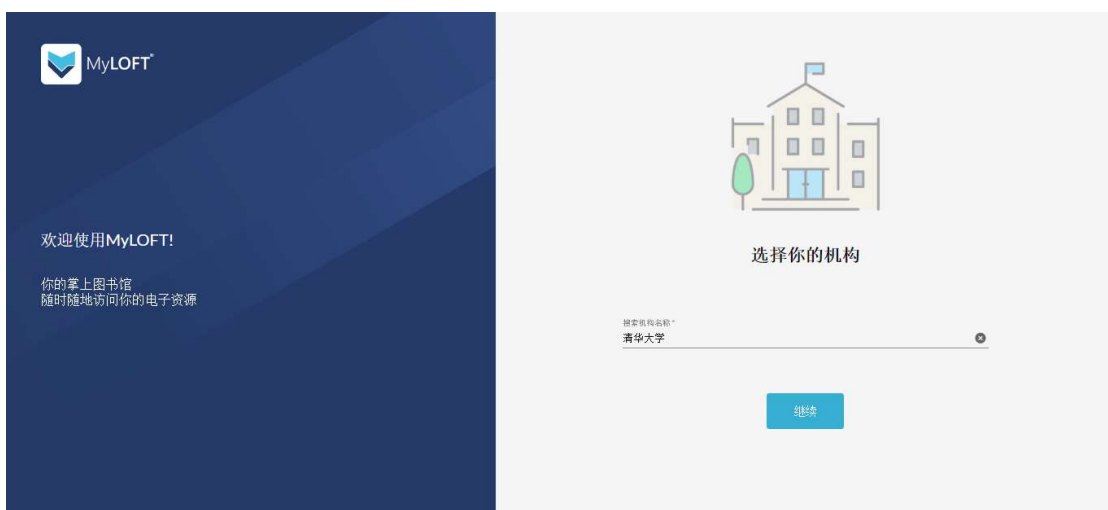 MyLOFT®
欢迎使用MyLOFT!
你的掌上图书馆
随时随地访问你的电子资源
选择你的机构
搜索机构名称*
清华大学
继续